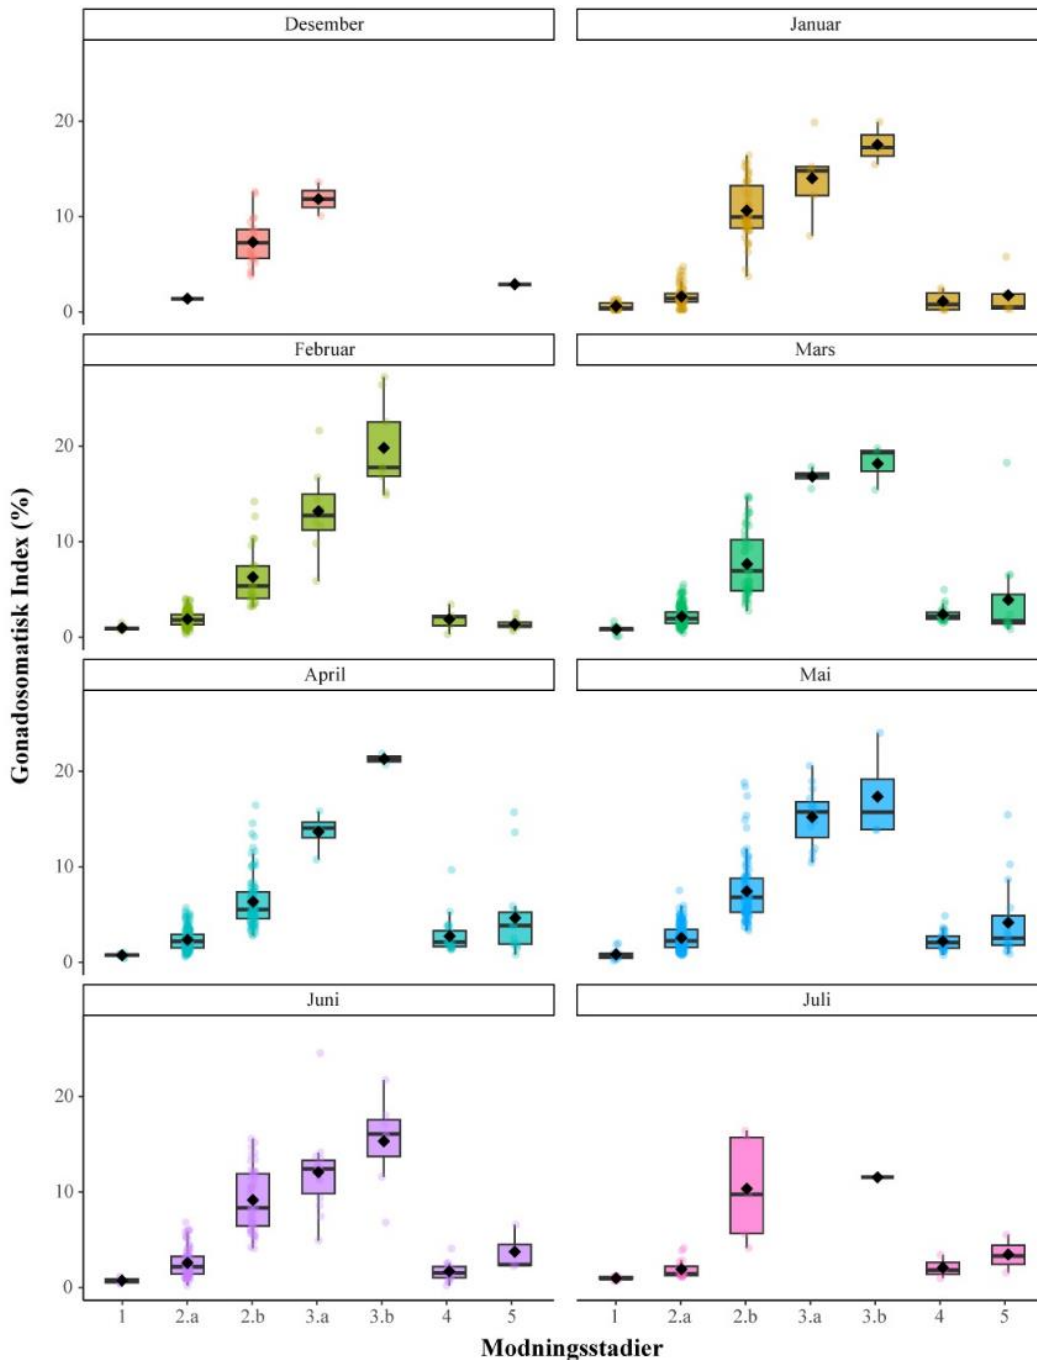 Desember
Januar
20
10
0
Februar
Mars
20
10
0
April
Mai
20
10
0
Juni
Juli
20
10
0
1 2.a 2.b 3.a 3.b 4 5
1 2.a 2.b 3.a 3.b 4 5
Gonadosomatisk Index (%)
Modningsstadier